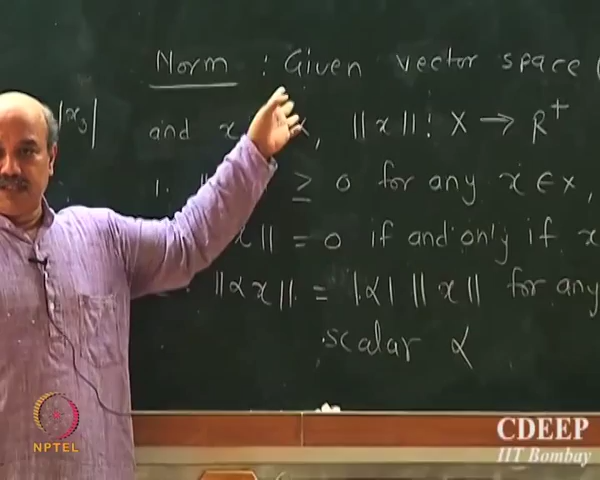 Norm : Given vector space (
|x3|
and x, ||x||: X → R+
1. || ≥ 0 for any x ∈ X,
x|| = 0 if and only if x
||αx|| = |α| ||x|| for any
scalar α
NPTEL
CDEEP
IIT Bombay